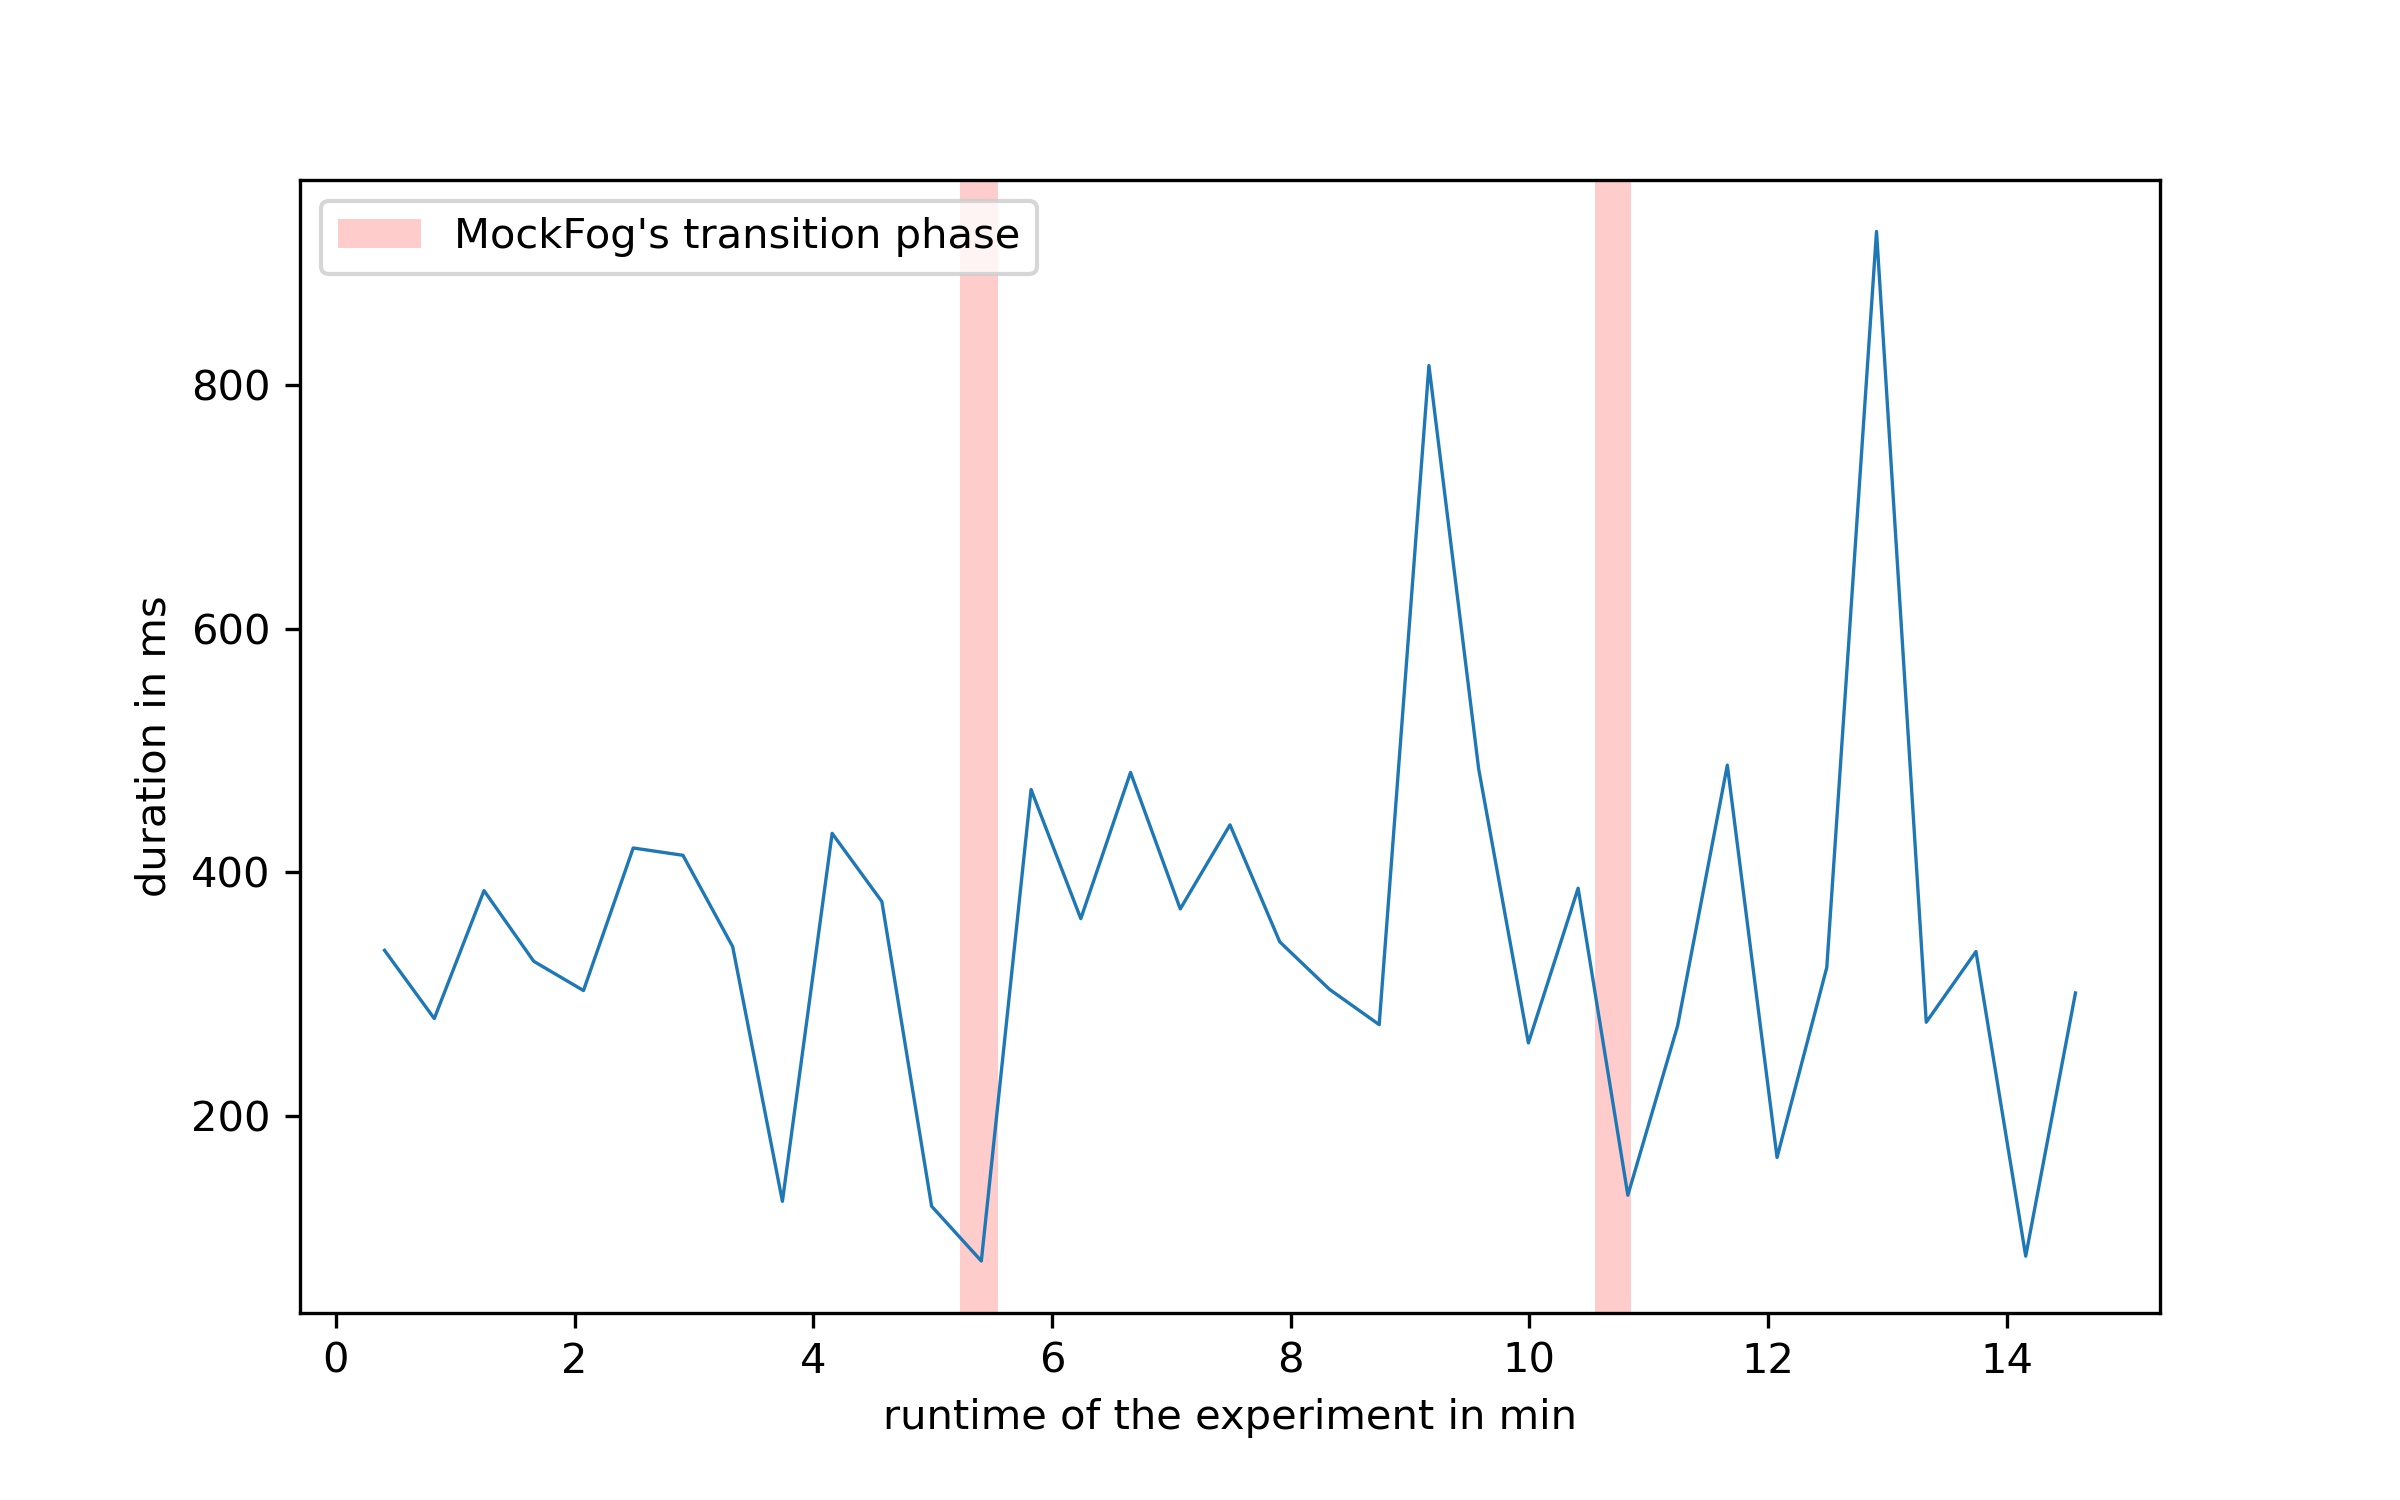 MockFog's transition phase
800
600
400
200
duration in ms
0 2 4 6 8 10 12 14
runtime of the experiment in min